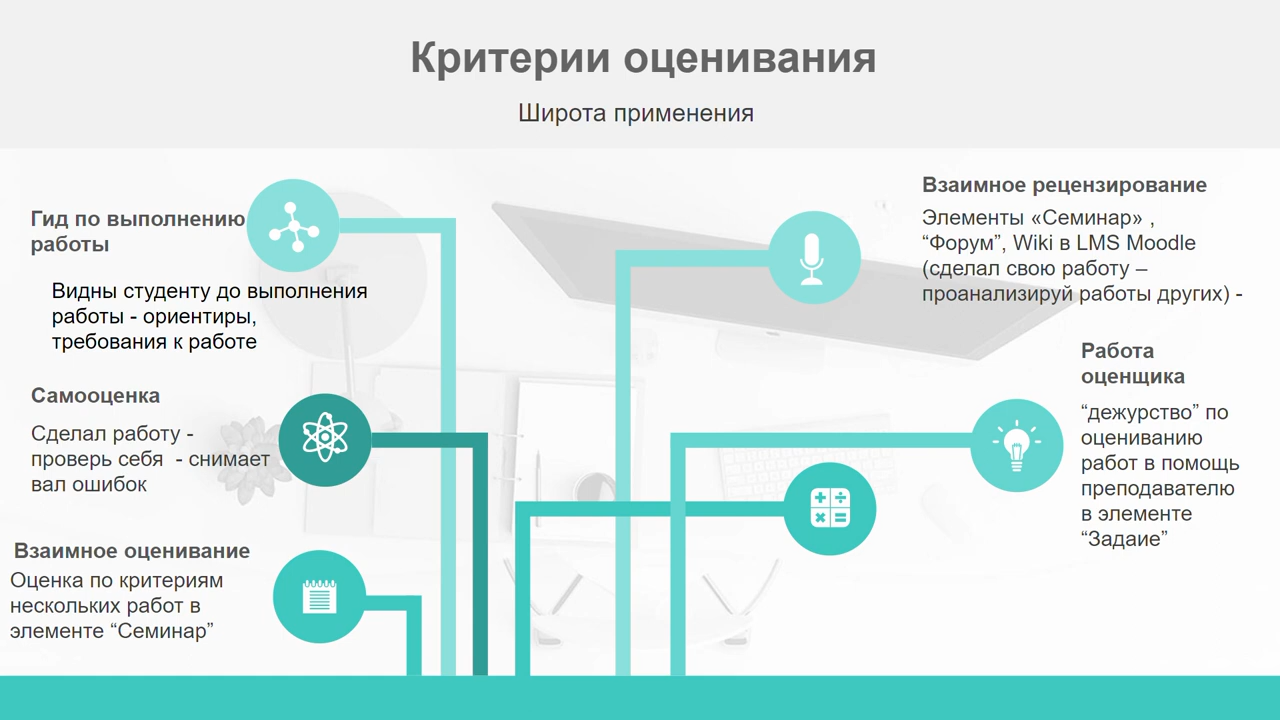 Критерии оценивания
Широта применения
Гид по выполнению
работы
Видны студенту до выполнения
работы - ориентиры,
требования к работе
Самооценка
Сделал работу -
проверь себя - снимает
вал ошибок
Взаимное оценивание
Оценка по критериям
нескольких работ в
элементе “Семинар”
Взаимное рецензирование
Элементы «Семинар» ,
“Форум”, Wiki в LMS Moodle
(сделал свою работу –
проанализируй работы других) -
Работа
оценщика
“дежурство” по
оцениванию
работ в помощь
преподавателю
в элементе
“Задаие”